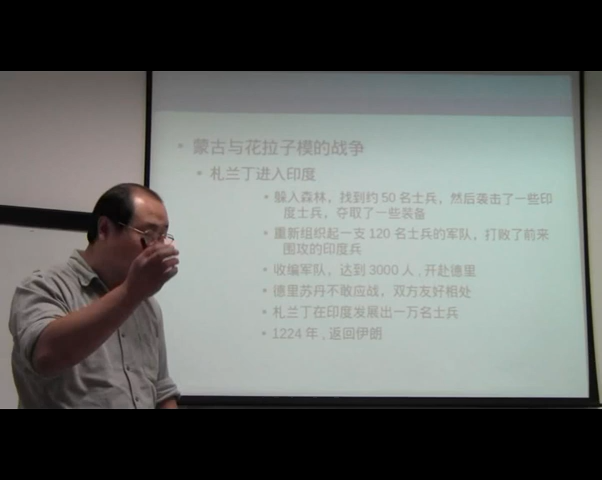 蒙古与花拉子模的战争
札兰丁进入印度
躲入森林，找到约 50 名士兵，然后袭击了一些印
度士兵，夺取了一些装备
重新组织起一支 120 名士兵的军队，打败了前来
围攻的印度兵
收编军队，达到 3000 人 , 开赴德里
德里苏丹不敢应战，双方友好相处
札兰丁在印度发展出一万名士兵
1224 年 , 返回伊朗